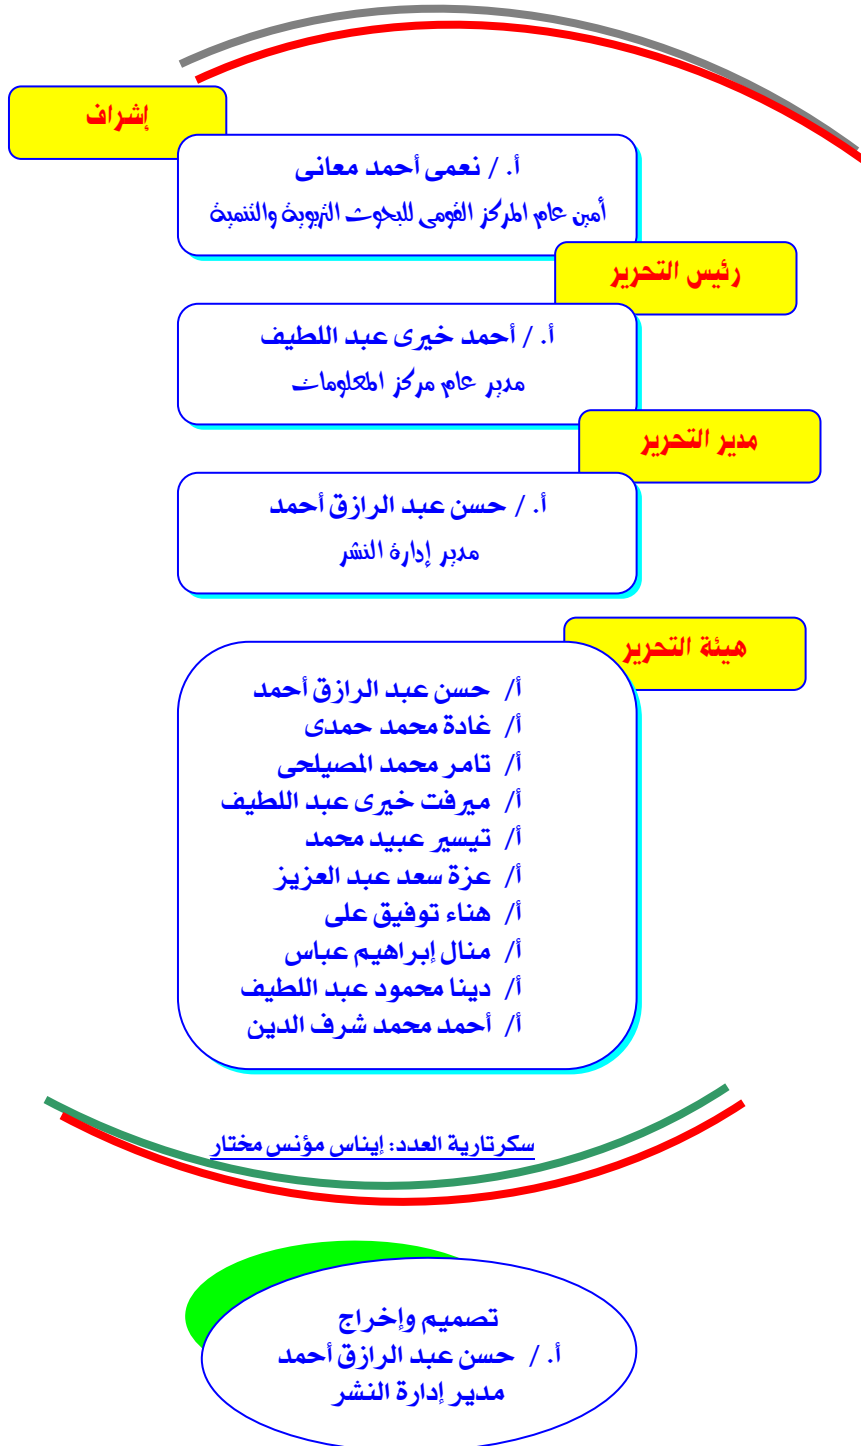 إشراف
أ. / نعمى أحمد معانى
أمين عام المركز القومى للبحوث التربوية والتنمية
رئيس التحرير
أ. / أحمد خيرى عبد اللطيف
مدير عام مركز المعلومات
مدير التحرير
أ. / حسن عبد الرازق أحمد
مدير إدارة النشر
هيئة التحرير
أ/ حسن عبد الرازق أحمد
أ/ غادة محمد حمدى
أ/ تامر محمد المصيلحى
أ/ ميرفت خيرى عبد اللطيف
أ/ تيسير عبيد محمد
أ/ عزة سعد عبد العزيز
أ/ هناء توفيق على
أ/ منال إبراهيم عباس
أ/ دينا محمود عبد اللطيف
أ/ أحمد محمد شرف الدين
سكرتارية العدد: إيناس مؤنس مختار
تصميم وإخراج
أ. / حسن عبد الرازق أحمد
مدير إدارة النشر